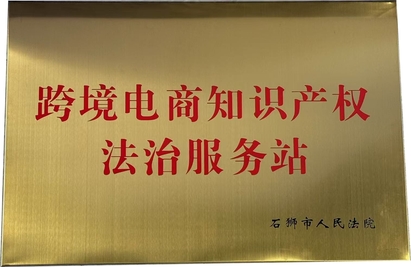 跨境电商知识产权
法治服务站
石狮市人民法院